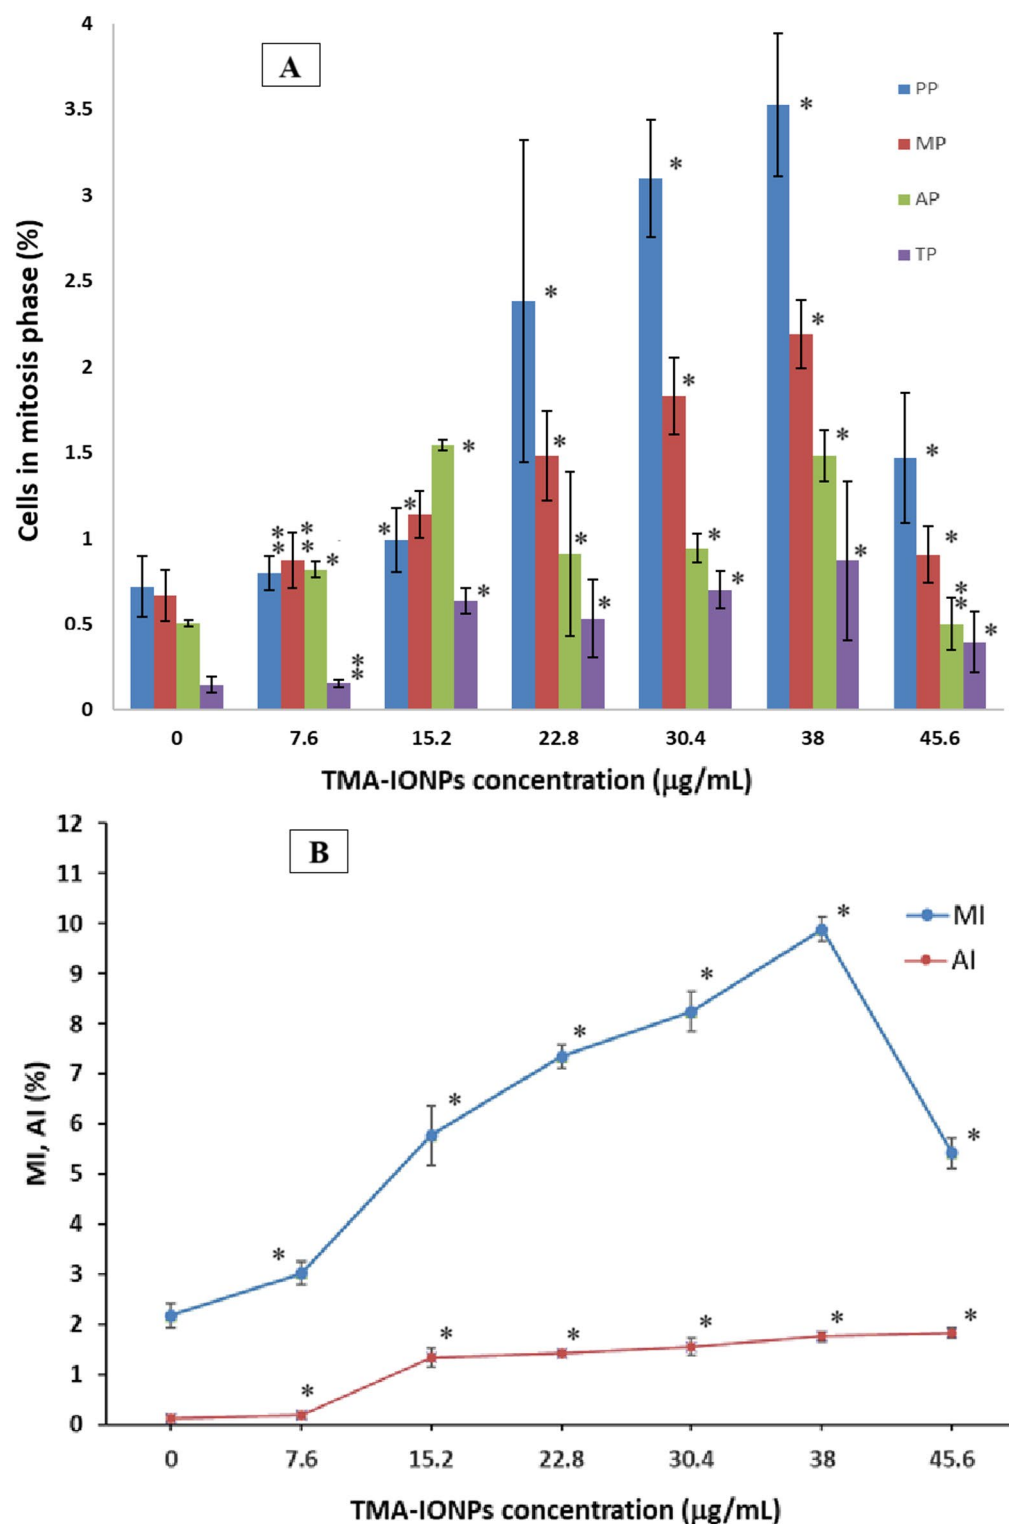 A
4
3.5
3
2.5
2
1.5
1
0.5
0
Cells in mitosis phase (%)
PP
MP
AP
TP
* * * * * * * * * * * * * * * * * * * * * * * * * * * *
0 7.6 15.2 22.8 30.4 38 45.6
TMA-IONPs concentration (µg/mL)
B
12
11
10
9
8
7
6
5
4
3
2
1
0
MI, AI (%)
MI
AI
* * * * * *
* * * * * *
0 7.6 15.2 22.8 30.4 38 45.6
TMA-IONPs concentration (µg/mL)